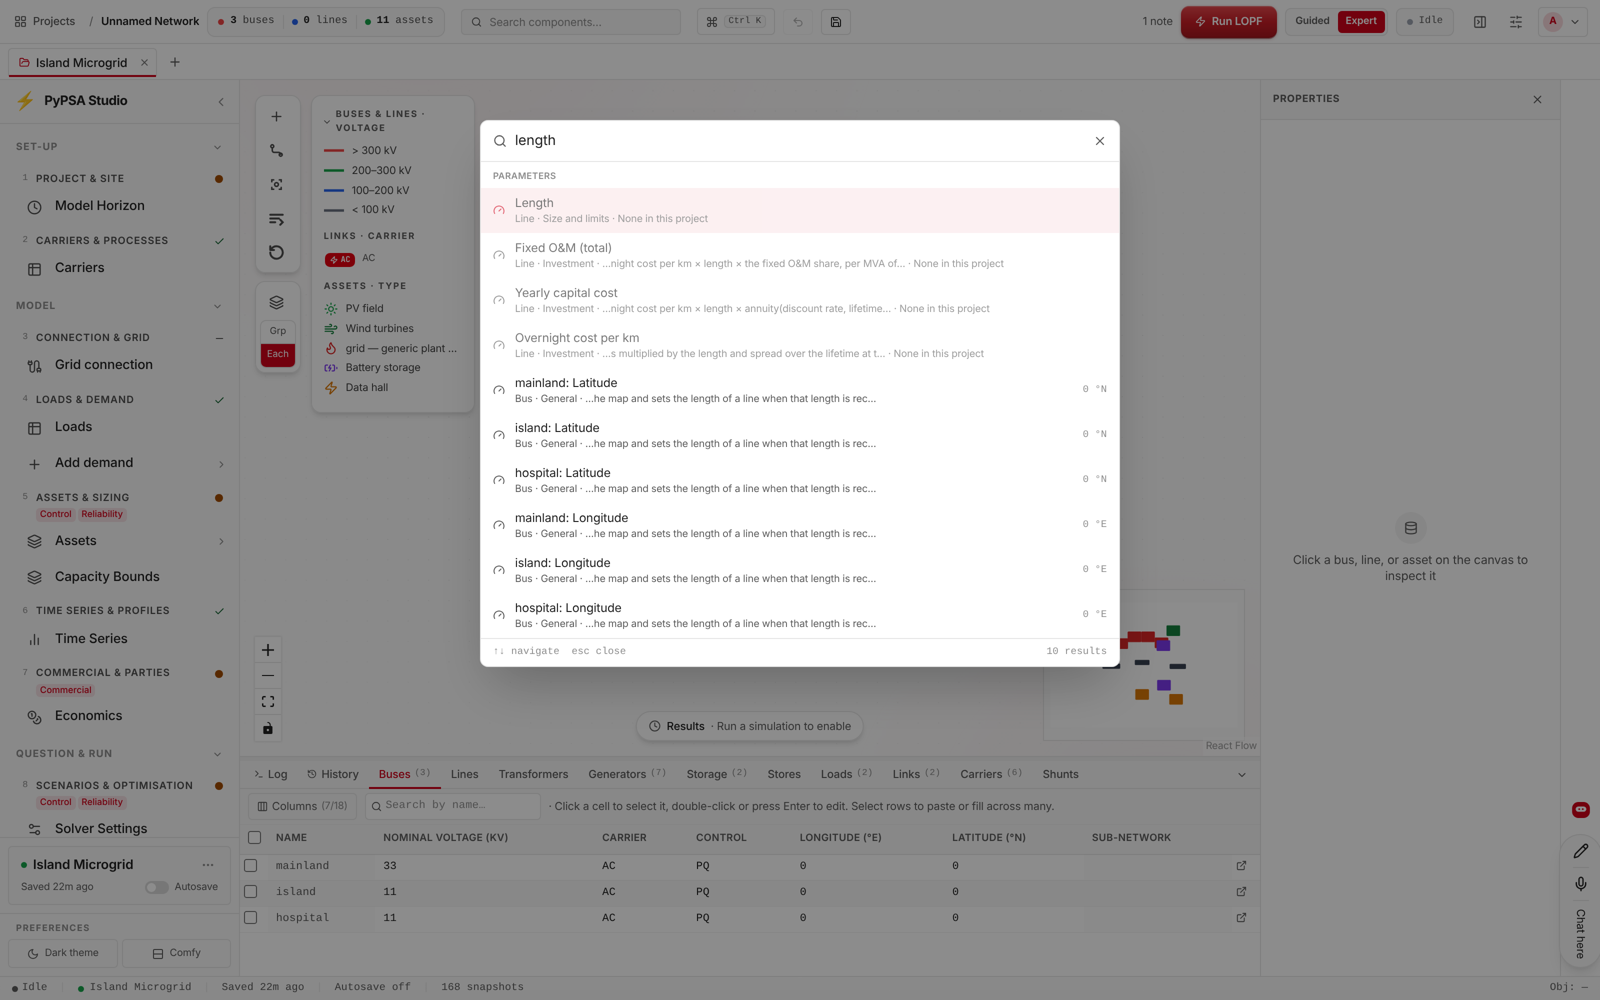 Projects / Unnamed Network
3 buses 0 lines 11 assets
Search components...
Ctrl K
1 note
Run LOPF
Guided Expert
Idle
A
Island Microgrid
PyPSA Studio
SET-UP
1 PROJECT & SITE
Model Horizon
2 CARRIERS & PROCESSES
Carriers
MODEL
3 CONNECTION & GRID
Grid connection
4 LOADS & DEMAND
Loads
Add demand
5 ASSETS & SIZING
Control Reliability
Assets
Capacity Bounds
6 TIME SERIES & PROFILES
Time Series
7 COMMERCIAL & PARTIES
Commercial
Economics
QUESTION & RUN
8 SCENARIOS & OPTIMISATION
Control Reliability
Solver Settings
Island Microgrid
Saved 22m ago Autosave
PREFERENCES
Dark theme Comfy
Grp
Each
BUSES & LINES ·
VOLTAGE
> 300 kV
200–300 kV
100–200 kV
< 100 kV
LINKS · CARRIER
AC AC
ASSETS · TYPE
PV field
Wind turbines
grid — generic plant ...
Battery storage
Data hall
length
PARAMETERS
Length
Line · Size and limits · None in this project
Fixed O&M (total)
Line · Investment · ...night cost per km × length × the fixed O&M share, per MVA of... · None in this project
Yearly capital cost
Line · Investment · ...night cost per km × length × annuity(discount rate, lifetime... · None in this project
Overnight cost per km
Line · Investment · ...s multiplied by the length and spread over the lifetime at t... · None in this project
mainland: Latitude 0 °N
Bus · General · ...he map and sets the length of a line when that length is rec...
island: Latitude 0 °N
Bus · General · ...he map and sets the length of a line when that length is rec...
hospital: Latitude 0 °N
Bus · General · ...he map and sets the length of a line when that length is rec...
mainland: Longitude 0 °E
Bus · General · ...he map and sets the length of a line when that length is rec...
island: Longitude 0 °E
Bus · General · ...he map and sets the length of a line when that length is rec...
hospital: Longitude 0 °E
Bus · General · ...he map and sets the length of a line when that length is rec...
↑↓ navigate esc close 10 results
Results · Run a simulation to enable
React Flow
PROPERTIES
Click a bus, line, or asset on the canvas to
inspect it
Log History Buses (3) Lines Transformers Generators (7) Storage (2) Stores Loads (2) Links (2) Carriers (6) Shunts
Columns (7/18) Search by name… · Click a cell to select it, double-click or press Enter to edit. Select rows to paste or fill across many.
NAME NOMINAL VOLTAGE (KV) CARRIER CONTROL LONGITUDE (°E) LATITUDE (°N) SUB-NETWORK
mainland 33 AC PQ 0 0
island 11 AC PQ 0 0
hospital 11 AC PQ 0 0
Chat here
Idle Island Microgrid Saved 22m ago Autosave off 168 snapshots Obj: —